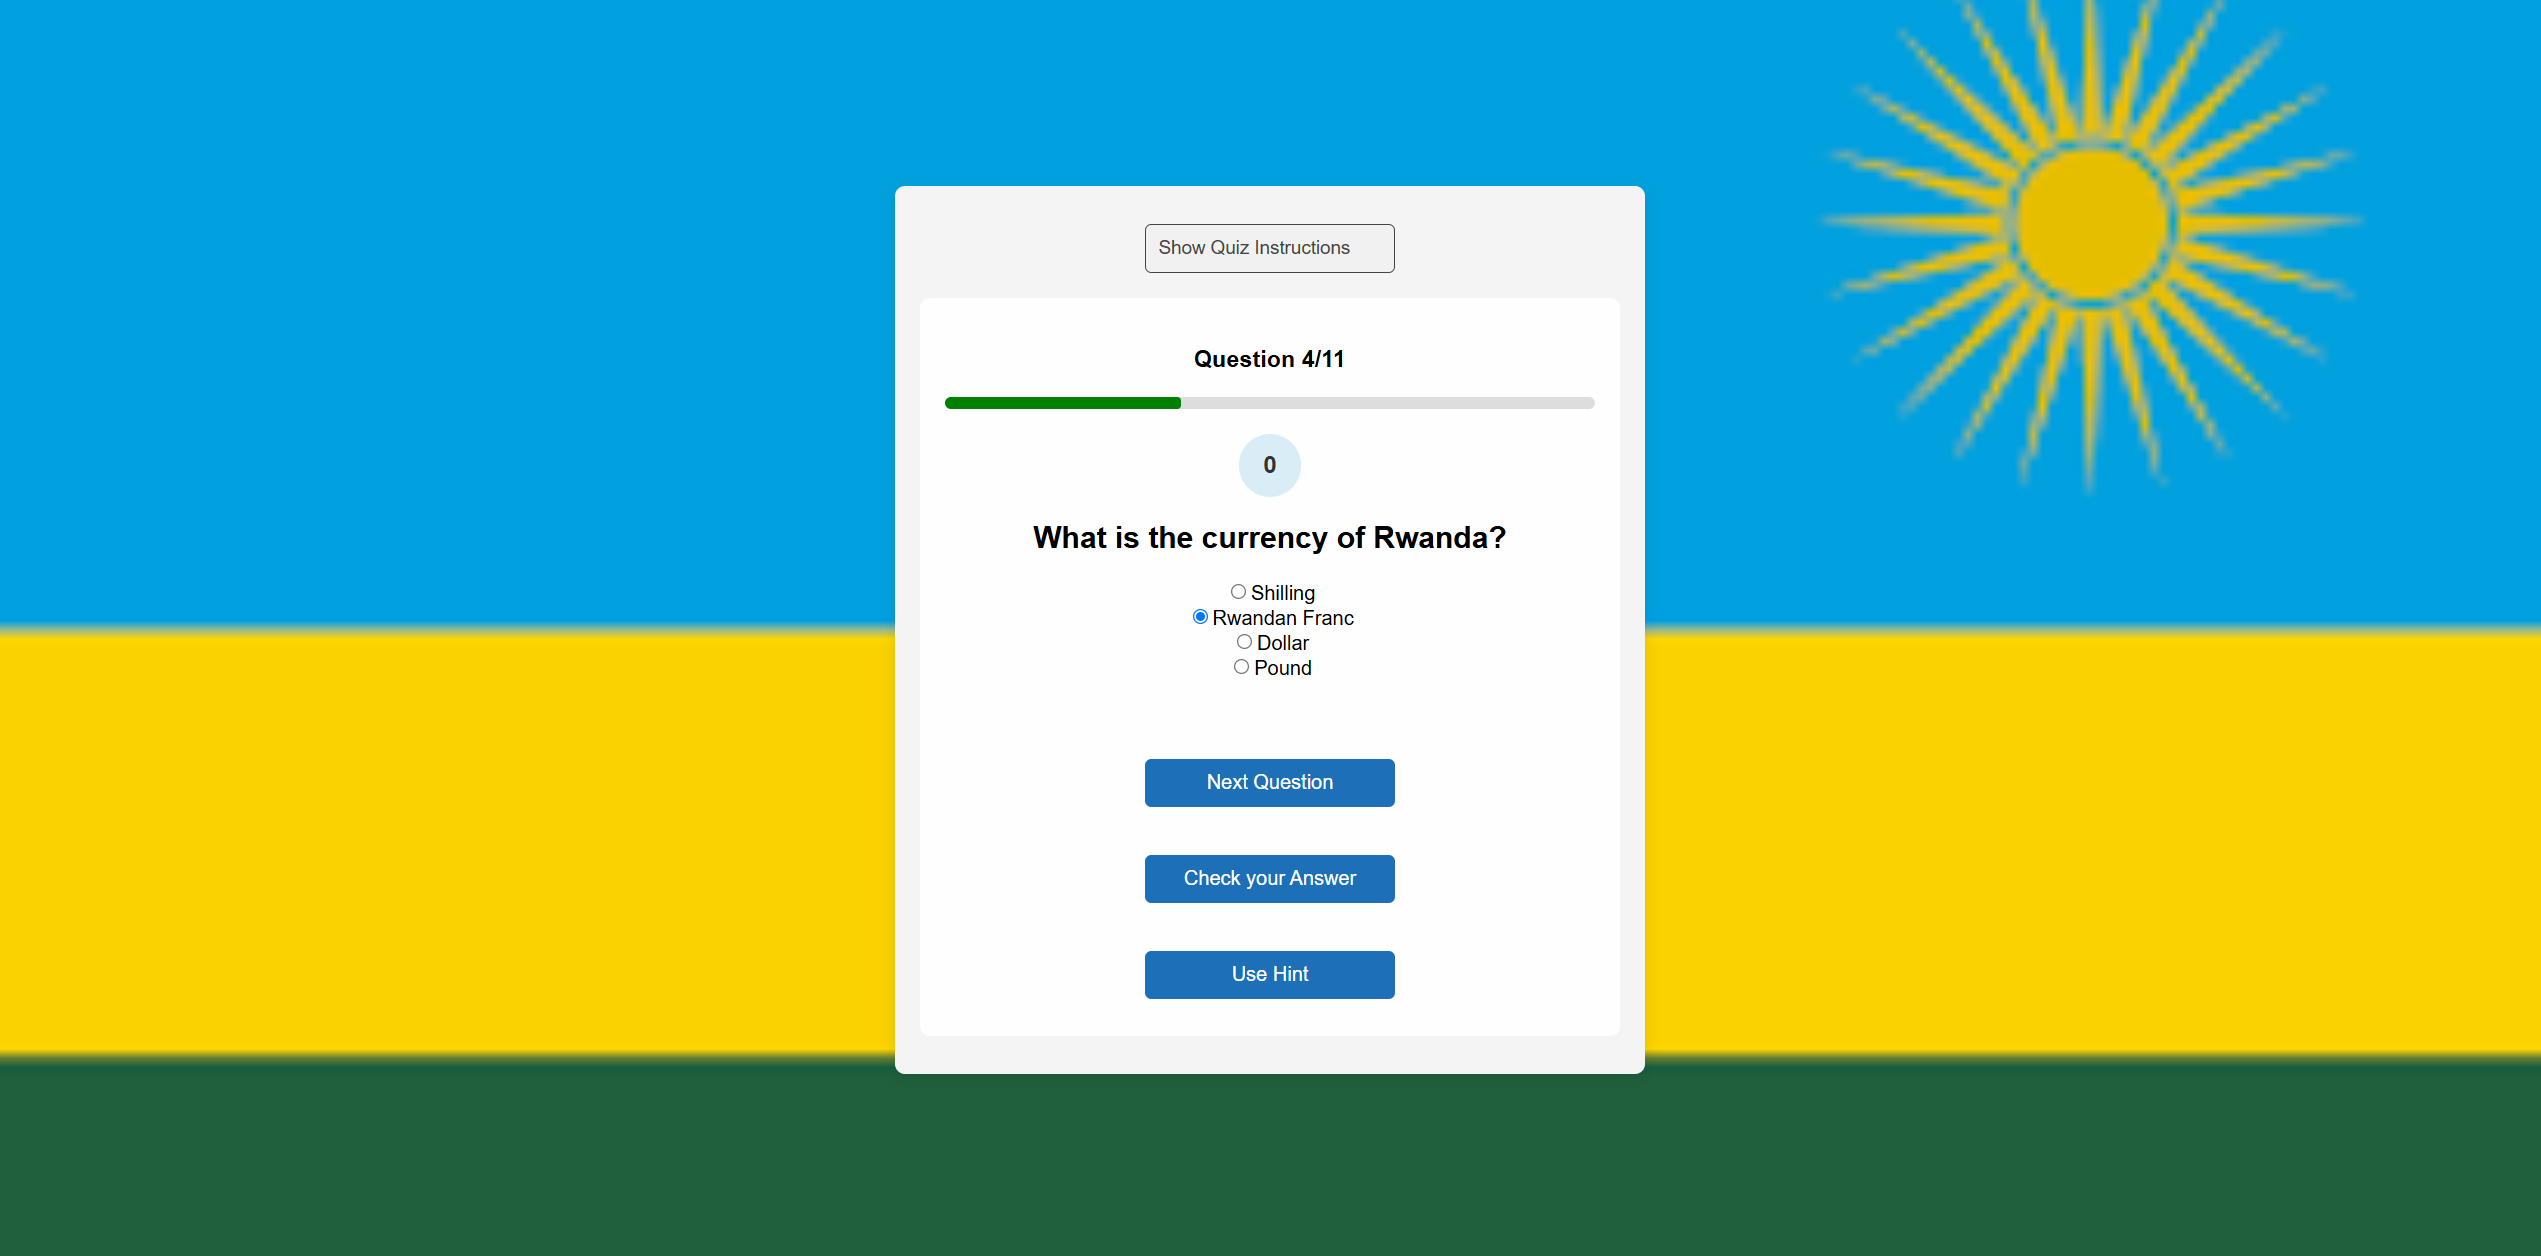 Show Quiz Instructions
Question 4/11
0
What is the currency of Rwanda?
Shilling
Rwandan Franc
Dollar
Pound
Next Question
Check your Answer
Use Hint